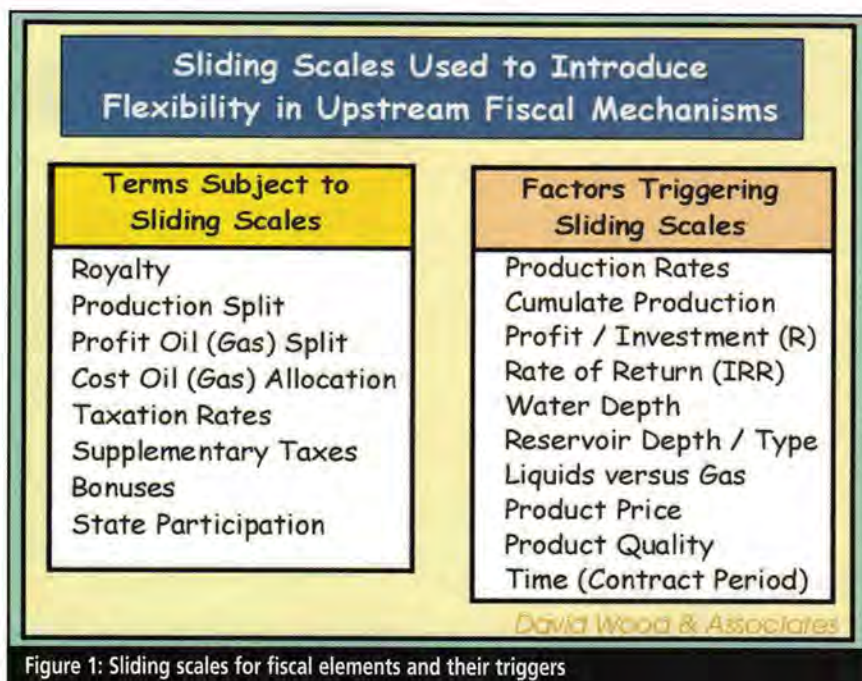 Sliding Scales Used to Introduce
Flexibility in Upstream Fiscal Mechanisms
Terms Subject to
Sliding Scales
Royalty
Production Split
Profit Oil (Gas) Split
Cost Oil (Gas) Allocation
Taxation Rates
Supplementary Taxes
Bonuses
State Participation
Factors Triggering
Sliding Scales
Production Rates
Cumulate Production
Profit / Investment (R)
Rate of Return (IRR)
Water Depth
Reservoir Depth / Type
Liquids versus Gas
Product Price
Product Quality
Time (Contract Period)
David Wood & Associates
Figure 1: Sliding scales for fiscal elements and their triggers